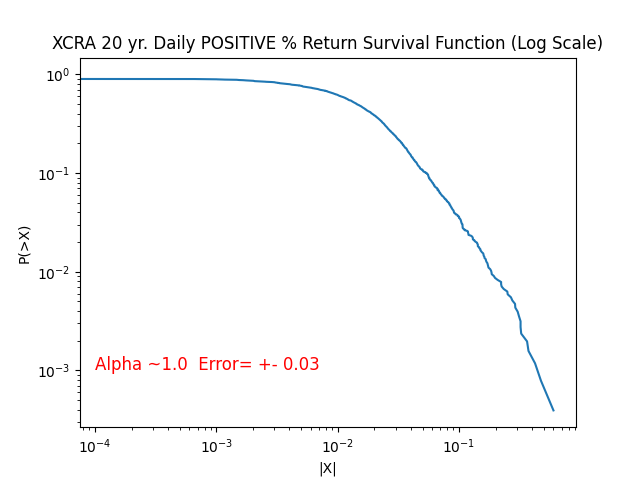 XCRA 20 yr. Daily POSITIVE % Return Survival Function (Log Scale)
10⁰
10⁻¹
10⁻²
10⁻³
P(>X)
Alpha ~1.0  Error= +- 0.03
10⁻⁴ 10⁻³ 10⁻² 10⁻¹
|X|